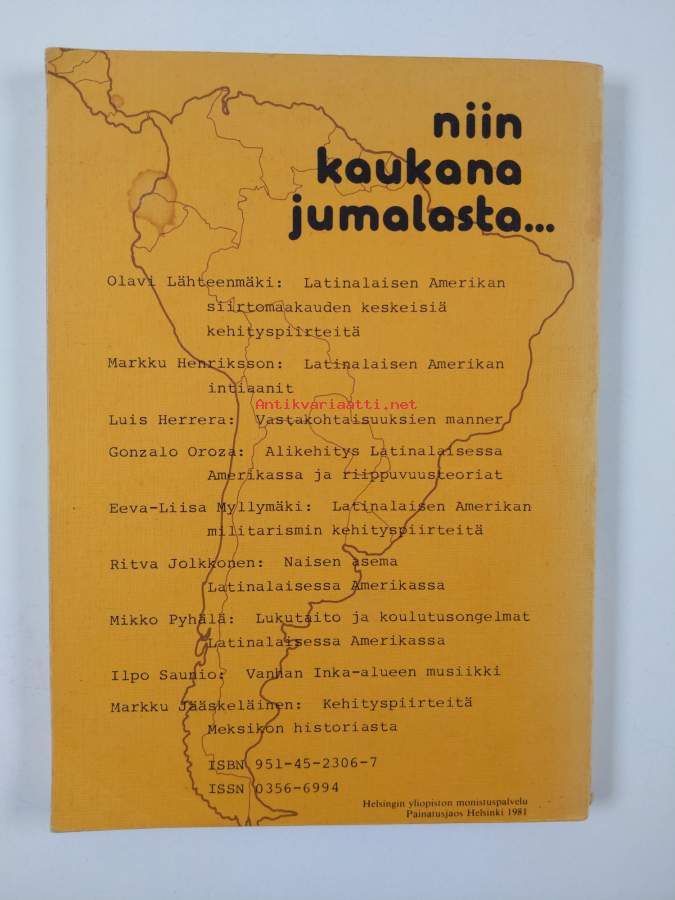 niin
kaukana
jumalasta...
Olavi Lähteenmäki: Latinalaisen Amerikan
siirtomaakauden keskeisiä
kehityspiirteitä
Markku Henriksson: Latinalaisen Amerikan
intiaanit
Antikvariaatti.net
Luis Herrera: Vastakohtaisuuksien manner
Gonzalo Oroza: Alikehitys Latinalaisessa
Amerikassa ja riippuvuusteoriat
Eeva-Liisa Myllymäki: Latinalaisen Amerikan
militarismin kehityspiirteitä
Ritva Jolkkonen: Naisen asema
Latinalaisessa Amerikassa
Mikko Pyhälä: Lukutaito ja koulutusongelmat
Latinalaisessa Amerikassa
Ilpo Saunio: Vanhan Inka-alueen musiikki
Markku Jääskeläinen: Kehityspiirteitä
Meksikon historiasta
ISBN 951-45-2306-7
ISSN 0356-6994
Helsingin yliopiston monistuspalvelu
Painatusjaos Helsinki 1981